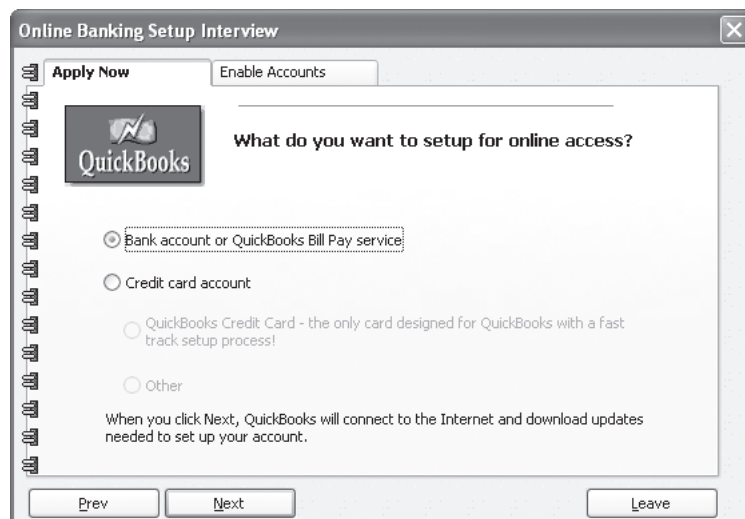 Online Banking Setup Interview
Apply Now
Enable Accounts
QuickBooks
What do you want to setup for online access?
Bank account or QuickBooks Bill Pay service
Credit card account
QuickBooks Credit Card - the only card designed for QuickBooks with a fast
track setup process!
Other
When you click Next, QuickBooks will connect to the Internet and download updates
needed to set up your account.
Prev
Next
Leave